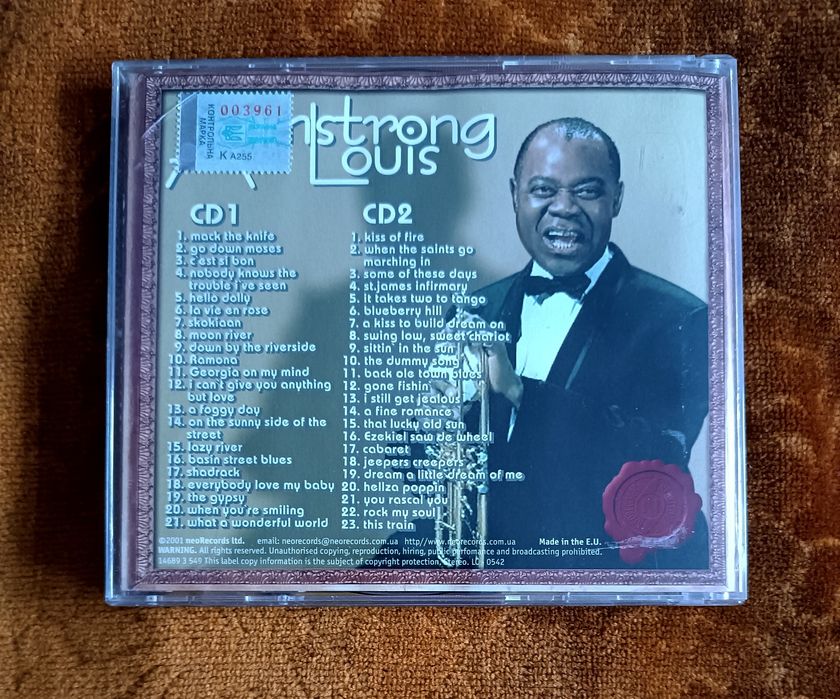 КОНТРОЛЬНА
МАРКА
003961
К А255
strong
Louis
CD1
1. mack the knife
2. go down moses
3. c'est si bon
4. nobody knows the
trouble i've seen
5. hello dolly
6. la vie en rose
7. skokiaan
8. moon river
9. down by the riverside
10. Ramona
11. Georgia on my mind
12. i can't give you anything
but love
13. a foggy day
14. on the sunny side of the
street
15. lazy river
16. basin street blues
17. shadrack
18. everybody love my baby
19. the gypsy
20. when you're smiling
21. what a wonderful world
CD2
1. kiss of fire
2. when the saints go
marching in
3. some of these days
4. st.james infirmary
5. it takes two to tango
6. blueberry hill
7. a kiss to build dream on
8. swing low, sweet chariot
9. sittin' in the sun
10. the dummy song
11. back ole town blues
12. gone fishin'
13. i still get jealous
14. a fine romance
15. that lucky old sun
16. Ezekiel saw de wheel
17. cabaret
18. jeepers creepers
19. dream a little dream of me
20. hellza poppin'
21. you rascal you
22. rock my soul
23. this train
©2001 neoRecords ltd. email: neorecords@neorecords.com.ua http//www.neorecords.com.ua Made in the E.U.
WARNING. All rights reserved. Unauthorised copying, reproduction, hiring, public perfomance and broadcasting prohibited.
14689 3 549 This label copy information is the subject of copyright protection. Stereo. 0542